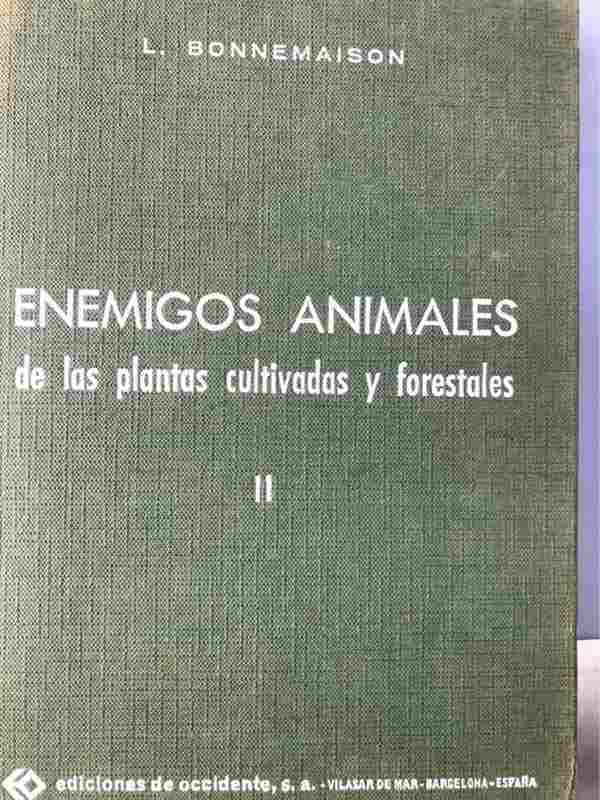 L. BONNEMAISON
ENEMIGOS ANIMALES
de las plantas cultivadas y forestales
II
ediciones de occidente, s. a. - VILASAR DE MAR - BARCELONA - ESPAÑA